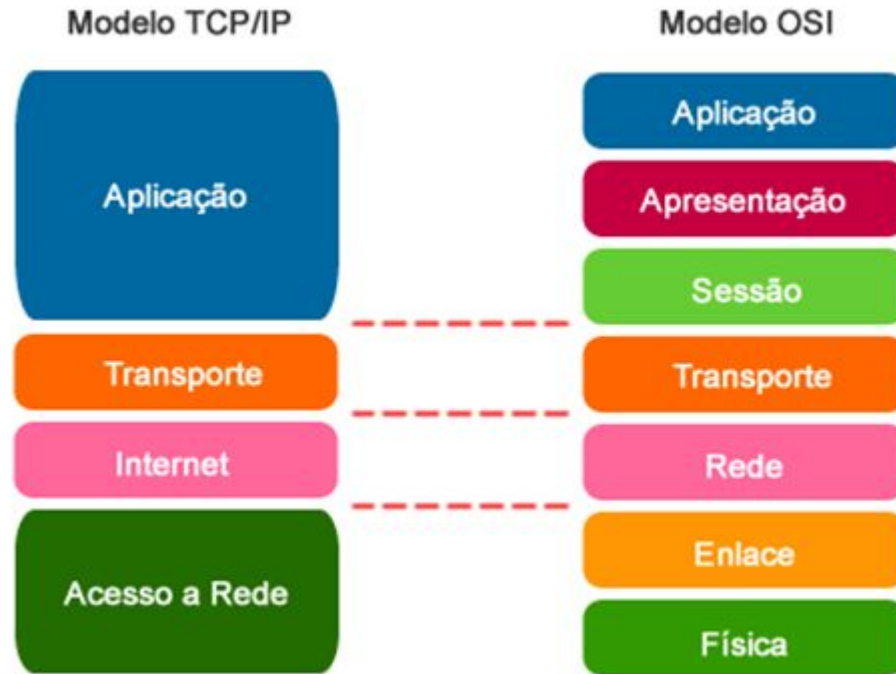 Modelo TCP/IP
Aplicação
Transporte
Internet
Acesso a Rede
Modelo OSI
Aplicação
Apresentação
Sessão
Transporte
Rede
Enlace
Física